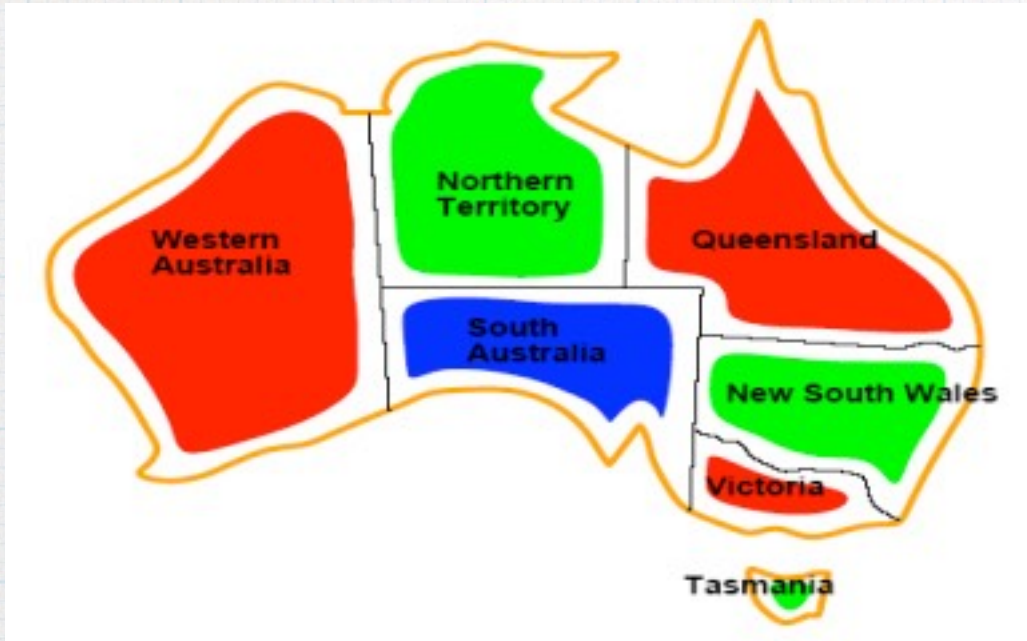 Northern
Territory
Western
Australia
Queensland
South
Australia
New South Wales
Victoria
Tasmania